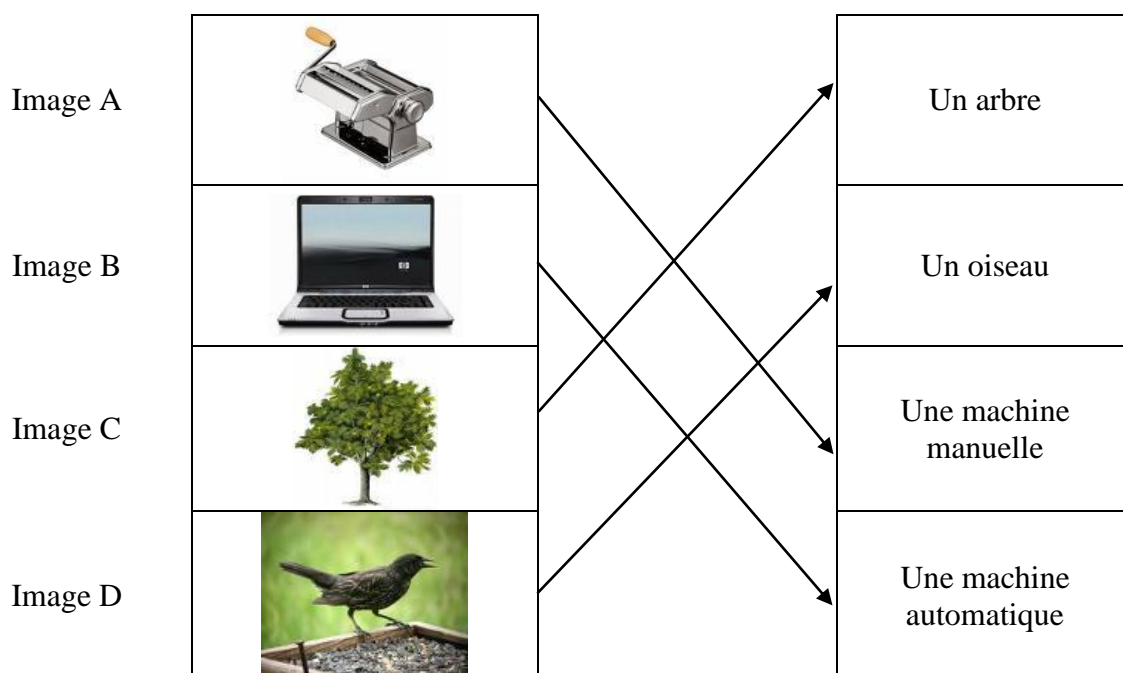 Image A
Un arbre
Image B
Un oiseau
Image C
Une machine
manuelle
Image D
Une machine
automatique